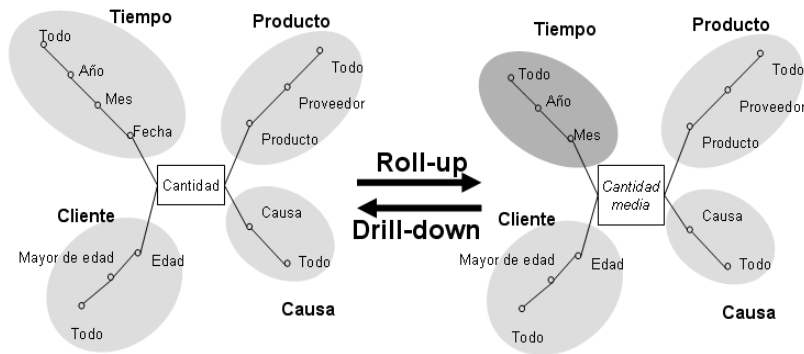 Tiempo
Todo
Año
Mes
Fecha
Producto
Todo
Proveedor
Producto
Cantidad
Cliente
Mayor de edad
Edad
Todo
Causa
Todo
Causa
Roll-up
Drill-down
Tiempo
Todo
Año
Mes
Producto
Todo
Proveedor
Producto
Cantidad
media
Cliente
Mayor de edad
Edad
Todo
Causa
Todo
Causa